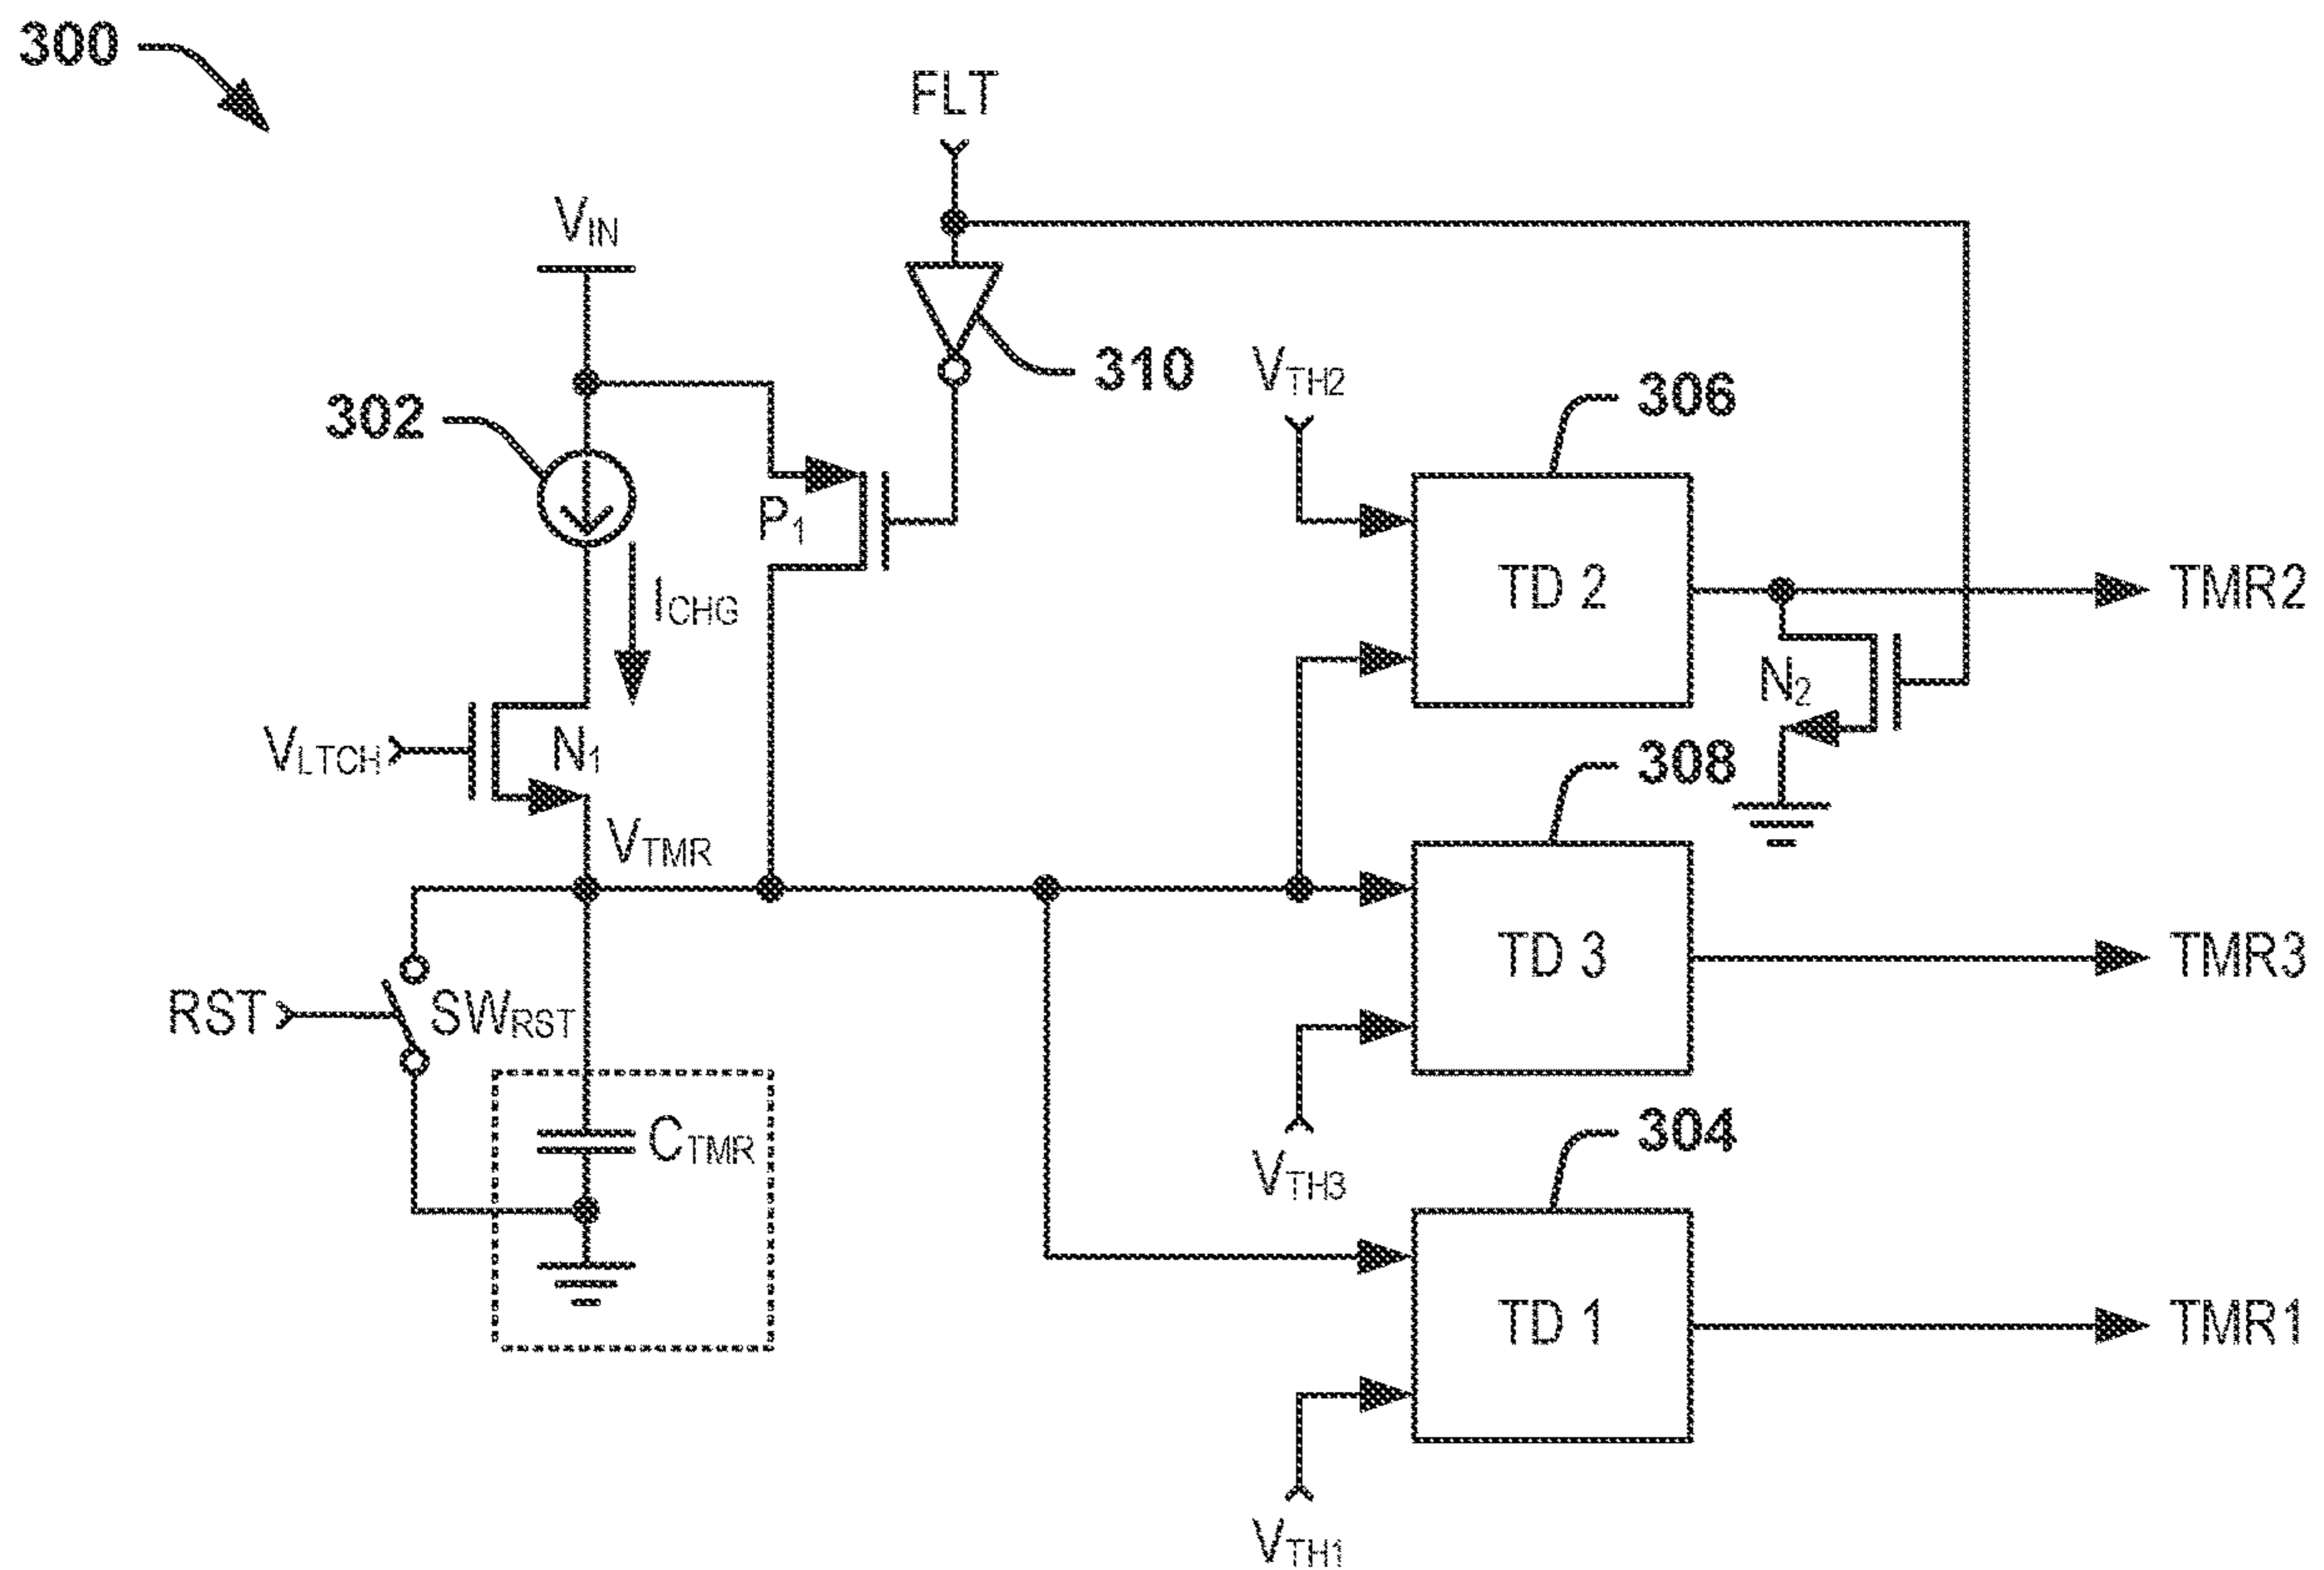 300
FLT
VIN
310
VTH2
306
302
P1
TD 2
TMR2
ICHG
N2
VLTCH
N1
308
VTMR
TD 3
TMR3
RST
SWRST
CTMR
VTH3
304
TD 1
TMR1
VTH1